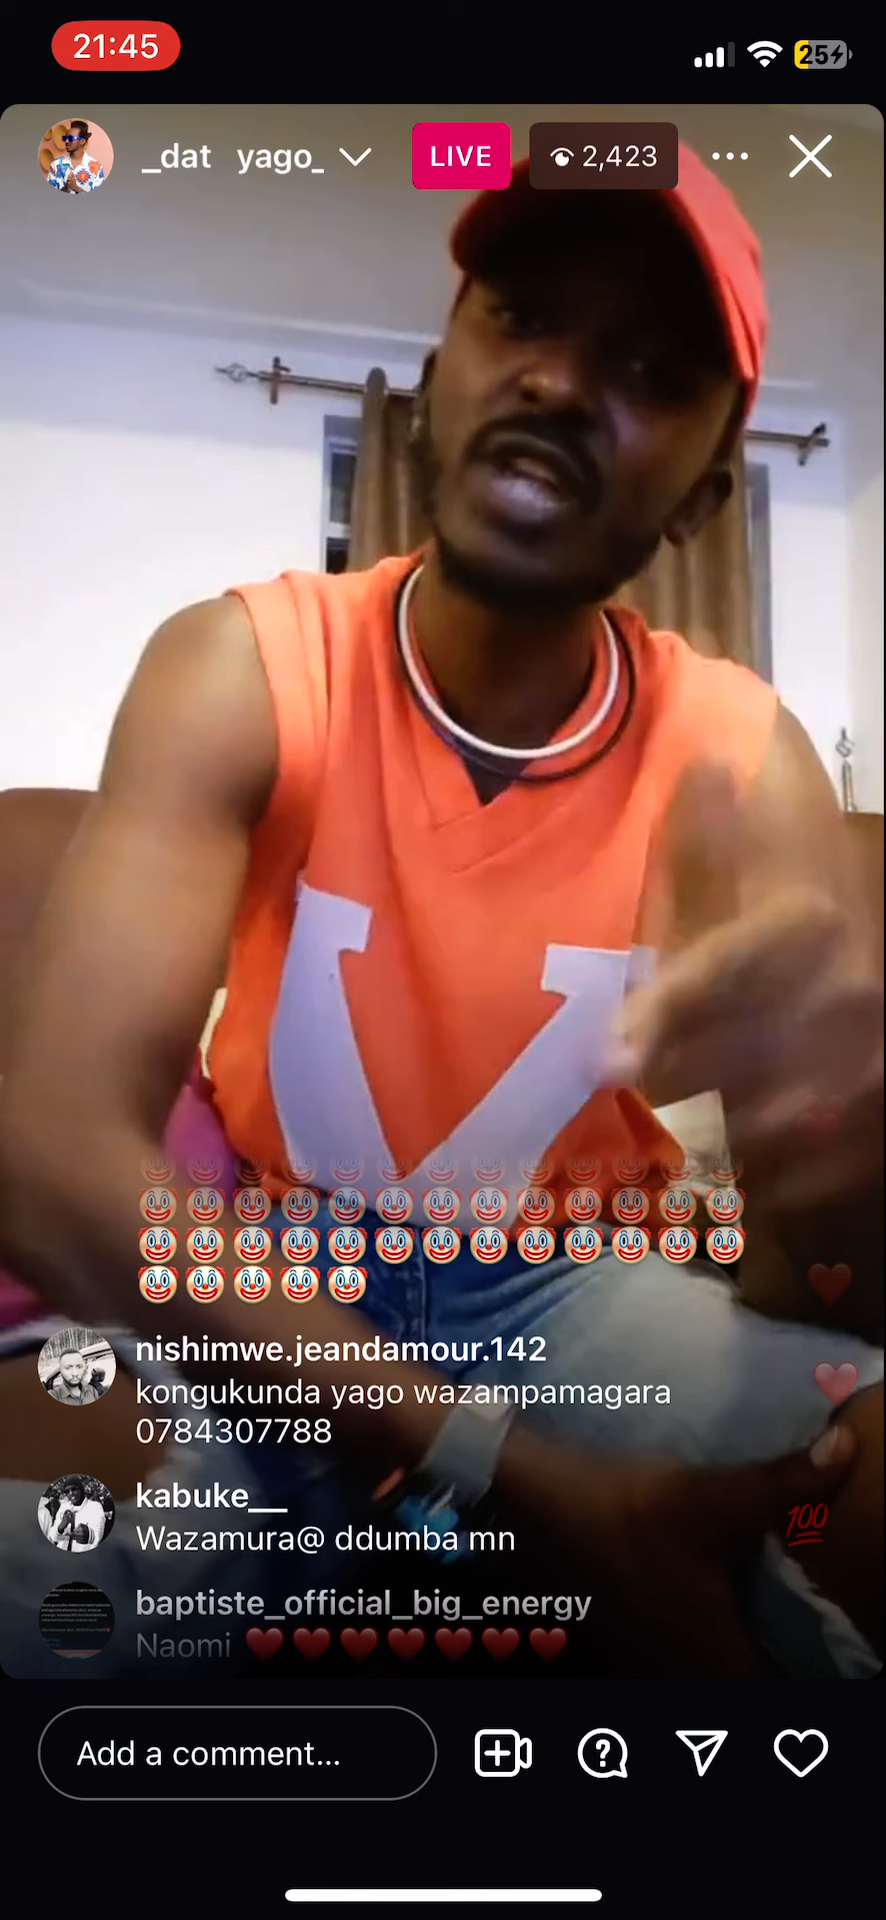 21:45
25
_dat yago_
LIVE
2,423
V
🤡🤡🤡🤡🤡🤡🤡🤡🤡🤡🤡🤡🤡
🤡🤡🤡🤡🤡🤡🤡🤡🤡🤡🤡🤡🤡
🤡🤡🤡🤡🤡🤡🤡🤡🤡🤡🤡🤡🤡
🤡🤡🤡🤡🤡
nishimwe.jeandamour.142
kongukunda yago wazampamagara
0784307788
kabuke__
Wazamura@ ddumba mn
💯
baptiste_official_big_energy
Naomi ❤️❤️❤️❤️❤️❤️❤️
Add a comment...